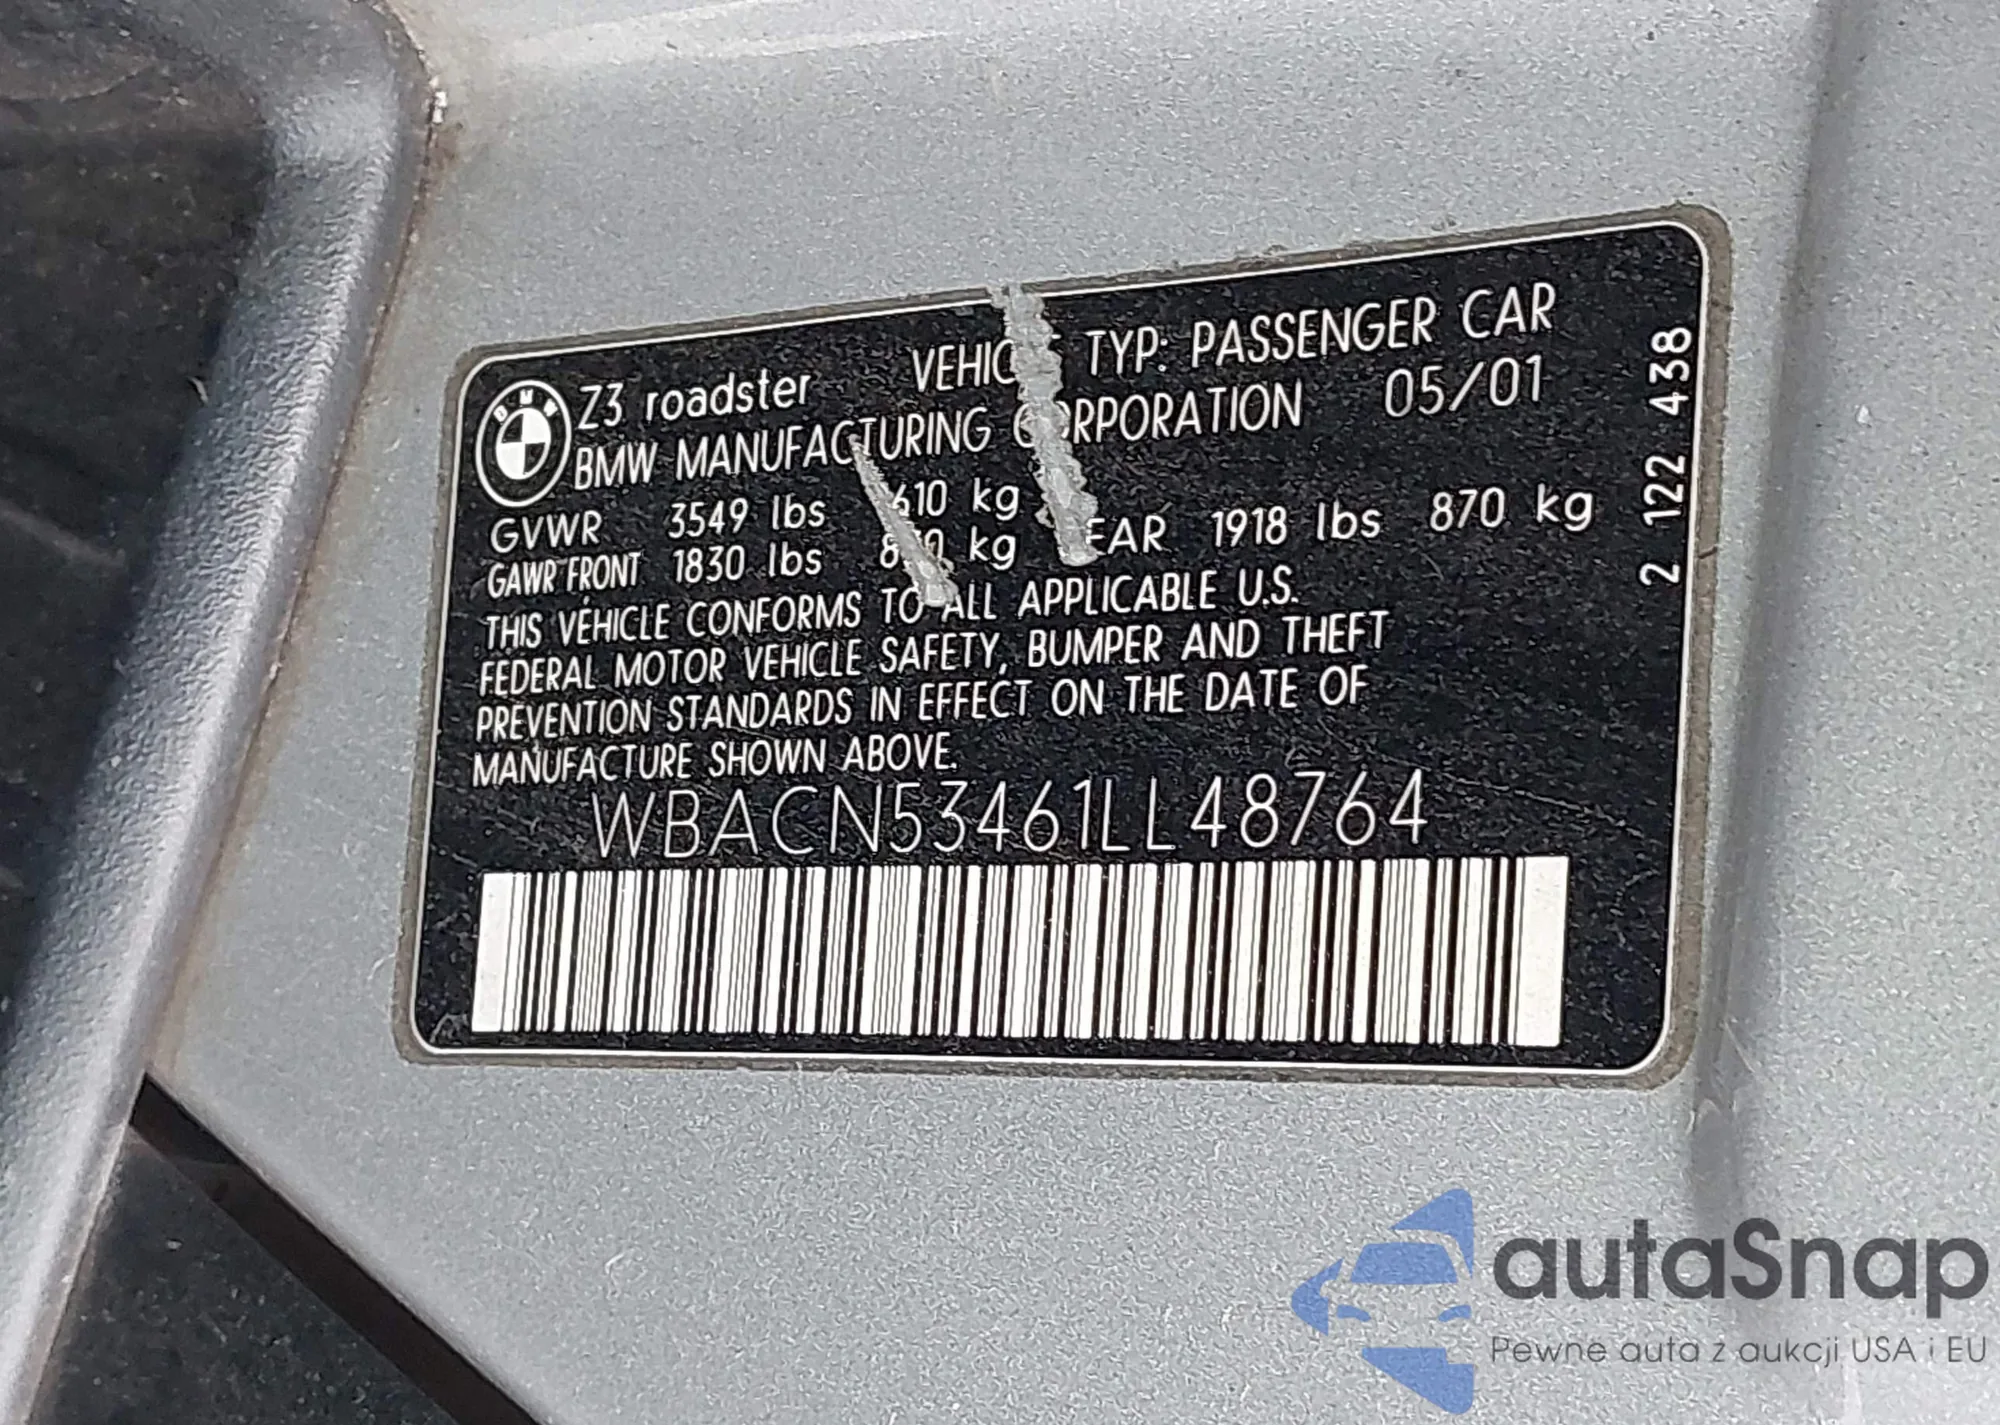 BMW
Z3 roadster VEHIC TYP: PASSENGER CAR
BMW MANUFACTURING CORPORATION 05/01
GVWR 3549 lbs 610 kg
GAWR FRONT 1830 lbs kg EAR 1918 lbs 870 kg
THIS VEHICLE CONFORMS TO ALL APPLICABLE U.S.
FEDERAL MOTOR VEHICLE SAFETY, BUMPER AND THEFT
PREVENTION STANDARDS IN EFFECT ON THE DATE OF
MANUFACTURE SHOWN ABOVE.
WBACN53461LL48764
2 122 438
autaSnap
Pewne auta z aukcji USA i EU